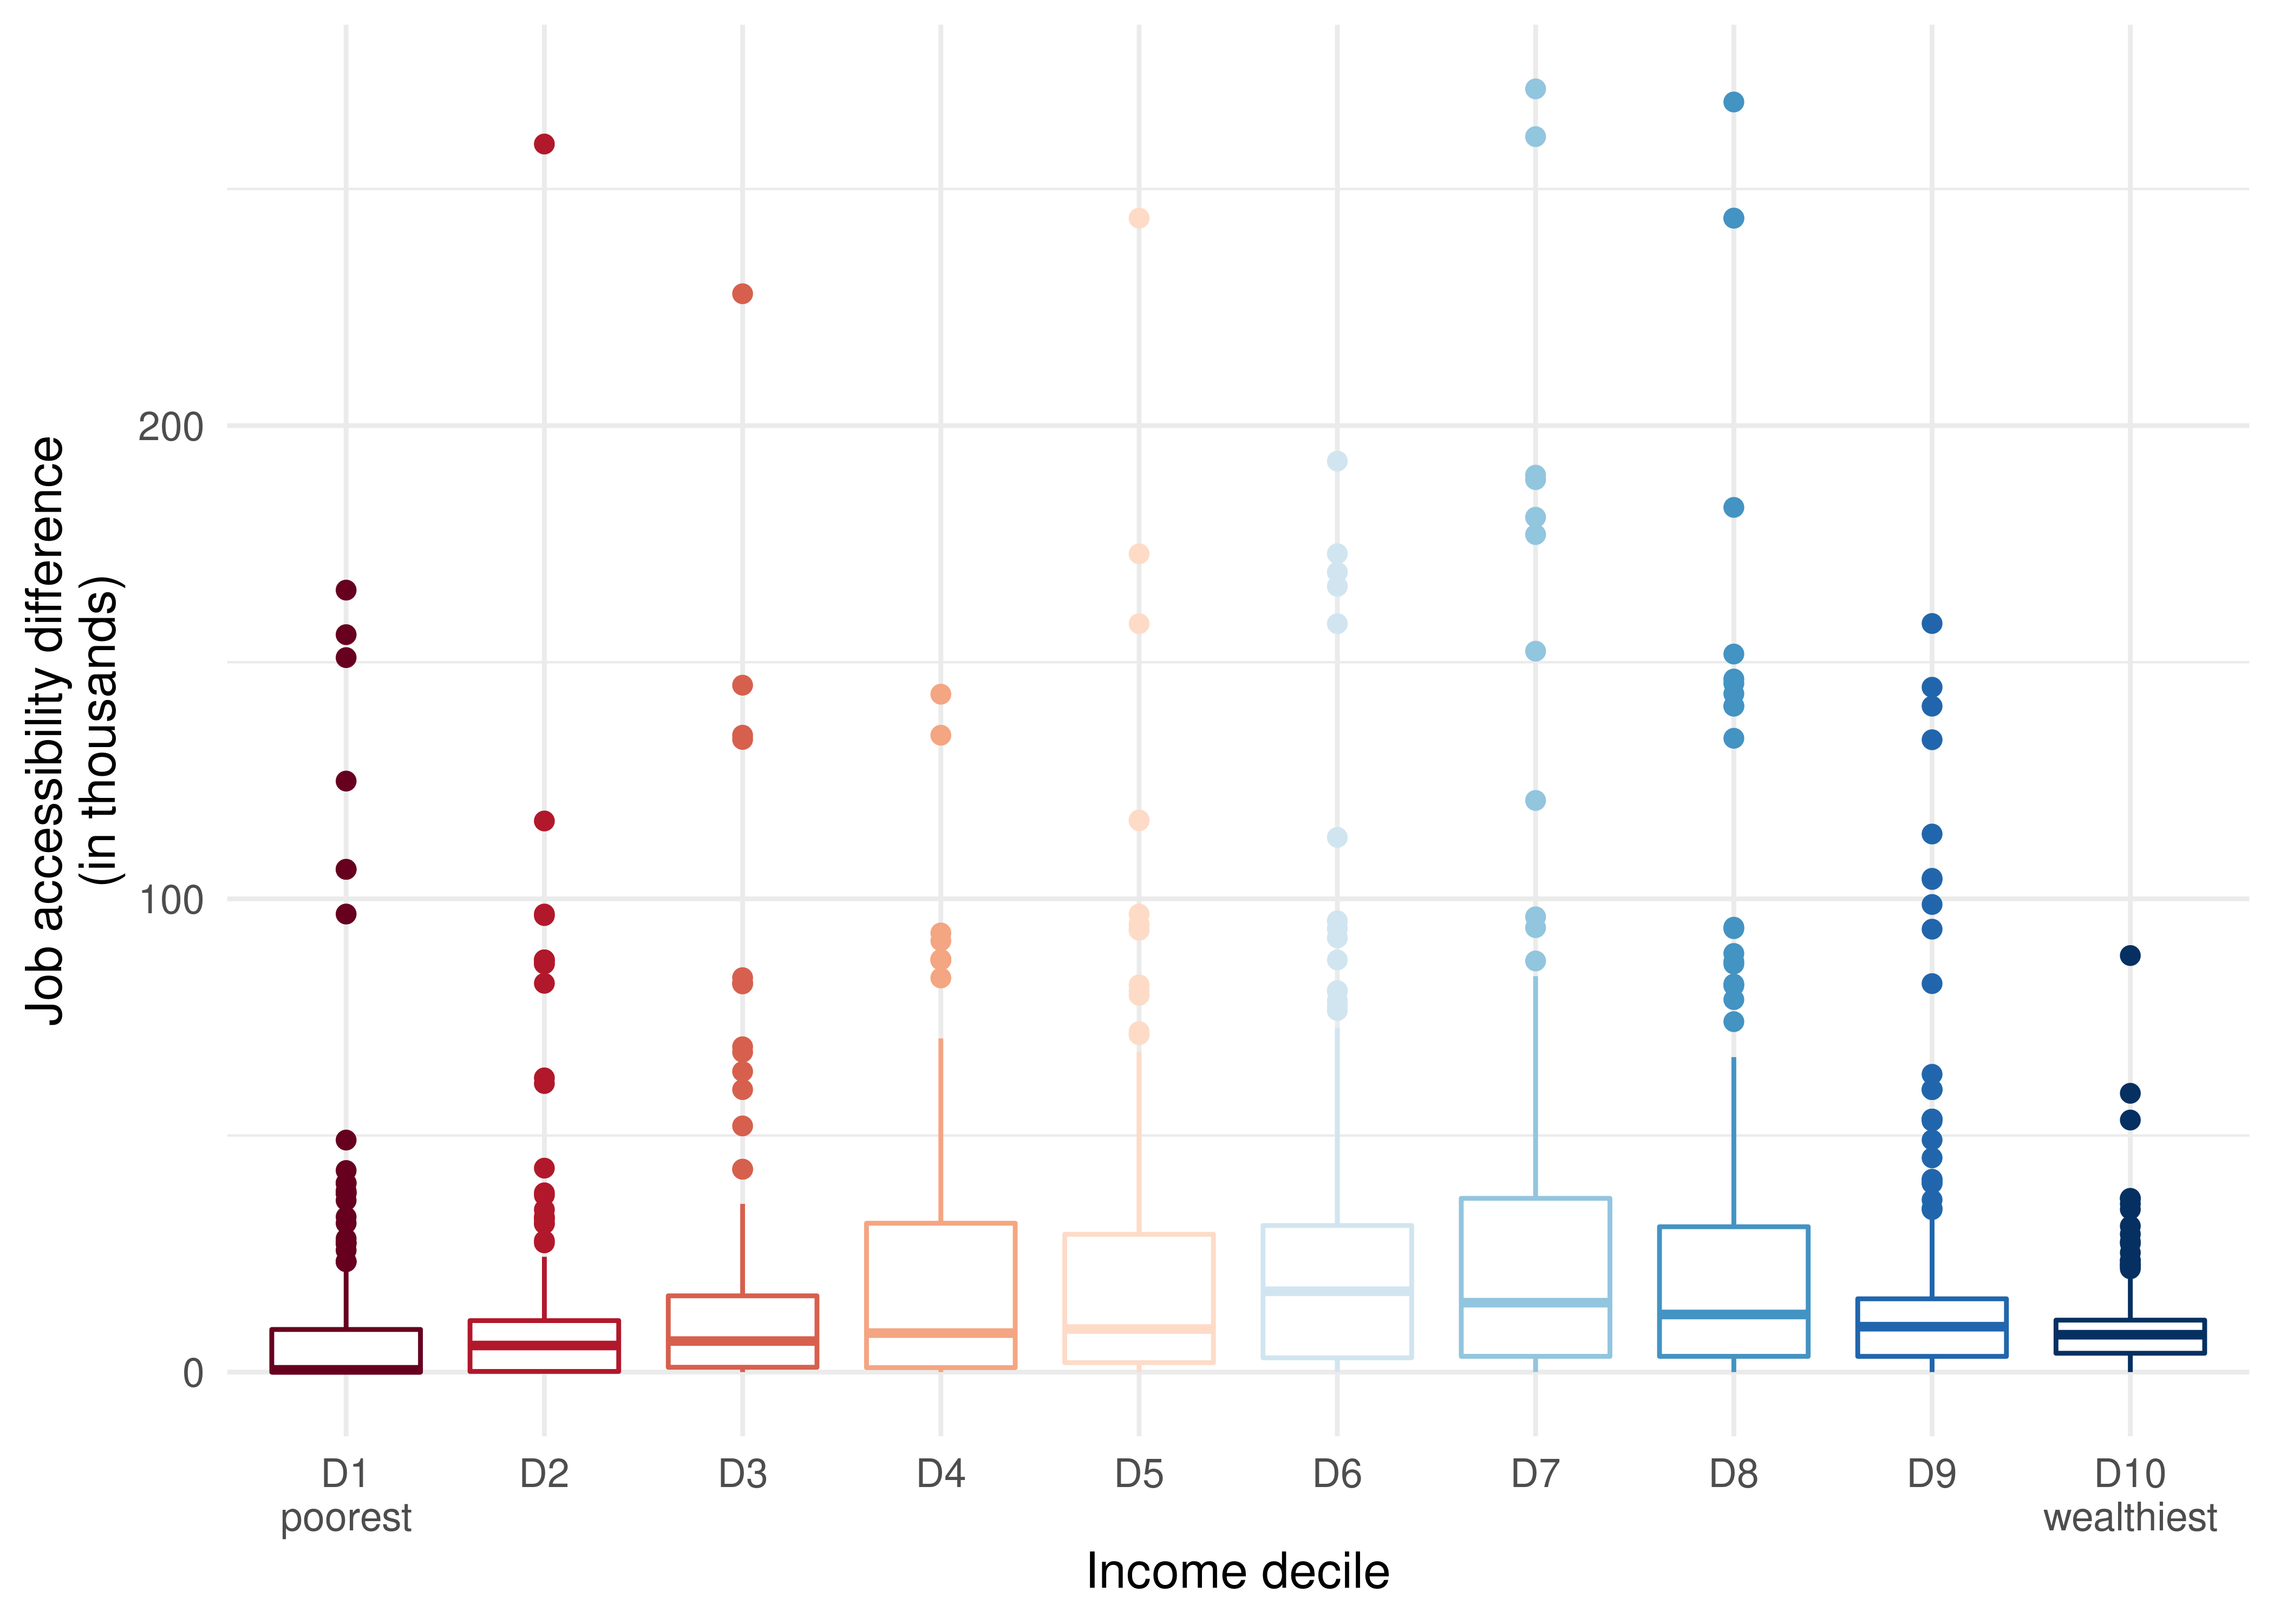 Job accessibility difference
(in thousands)
200
100
0
D1 D2 D3 D4 D5 D6 D7 D8 D9 D10
poorest wealthiest
Income decile